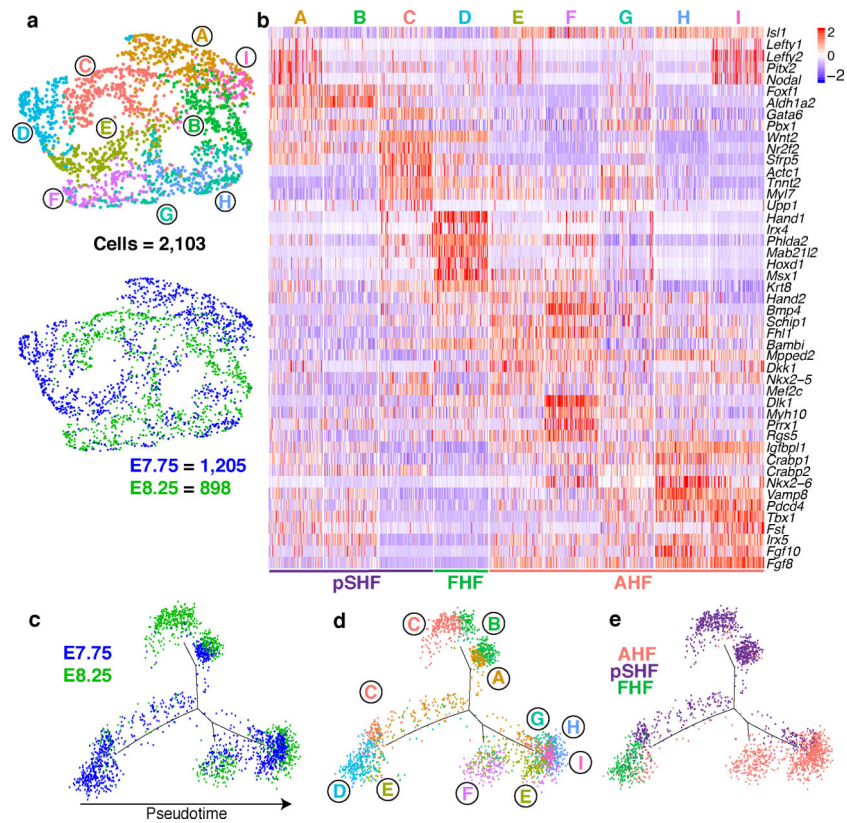 a
A
I
C
D
E
B
F
G
H
Cells = 2,103
E7.75 = 1,205
E8.25 = 898
b
A B C D E F G H I
2
0
−2
Isl1
Lefty1
Lefty2
Pitx2
Nodal
Foxf1
Aldh1a2
Gata6
Pbx1
Wnt2
Nr2f2
Sfrp5
Actc1
Tnnt2
Myl7
Upp1
Hand1
Irx4
Phlda2
Mab21l2
Hoxd1
Msx1
Krt8
Hand2
Bmp4
Schip1
Fhl1
Bambi
Mpped2
Dkk1
Nkx2−5
Mef2c
Dlk1
Myh10
Prrx1
Rgs5
Igfbpl1
Crabp1
Crabp2
Nkx2−6
Vamp8
Pdcd4
Tbx1
Fst
Irx5
Fgf10
Fgf8
pSHF FHF AHF
c
E7.75
E8.25
Pseudotime
d
C
B
A
C
G
H
I
D
E
F
E
e
AHF
pSHF
FHF